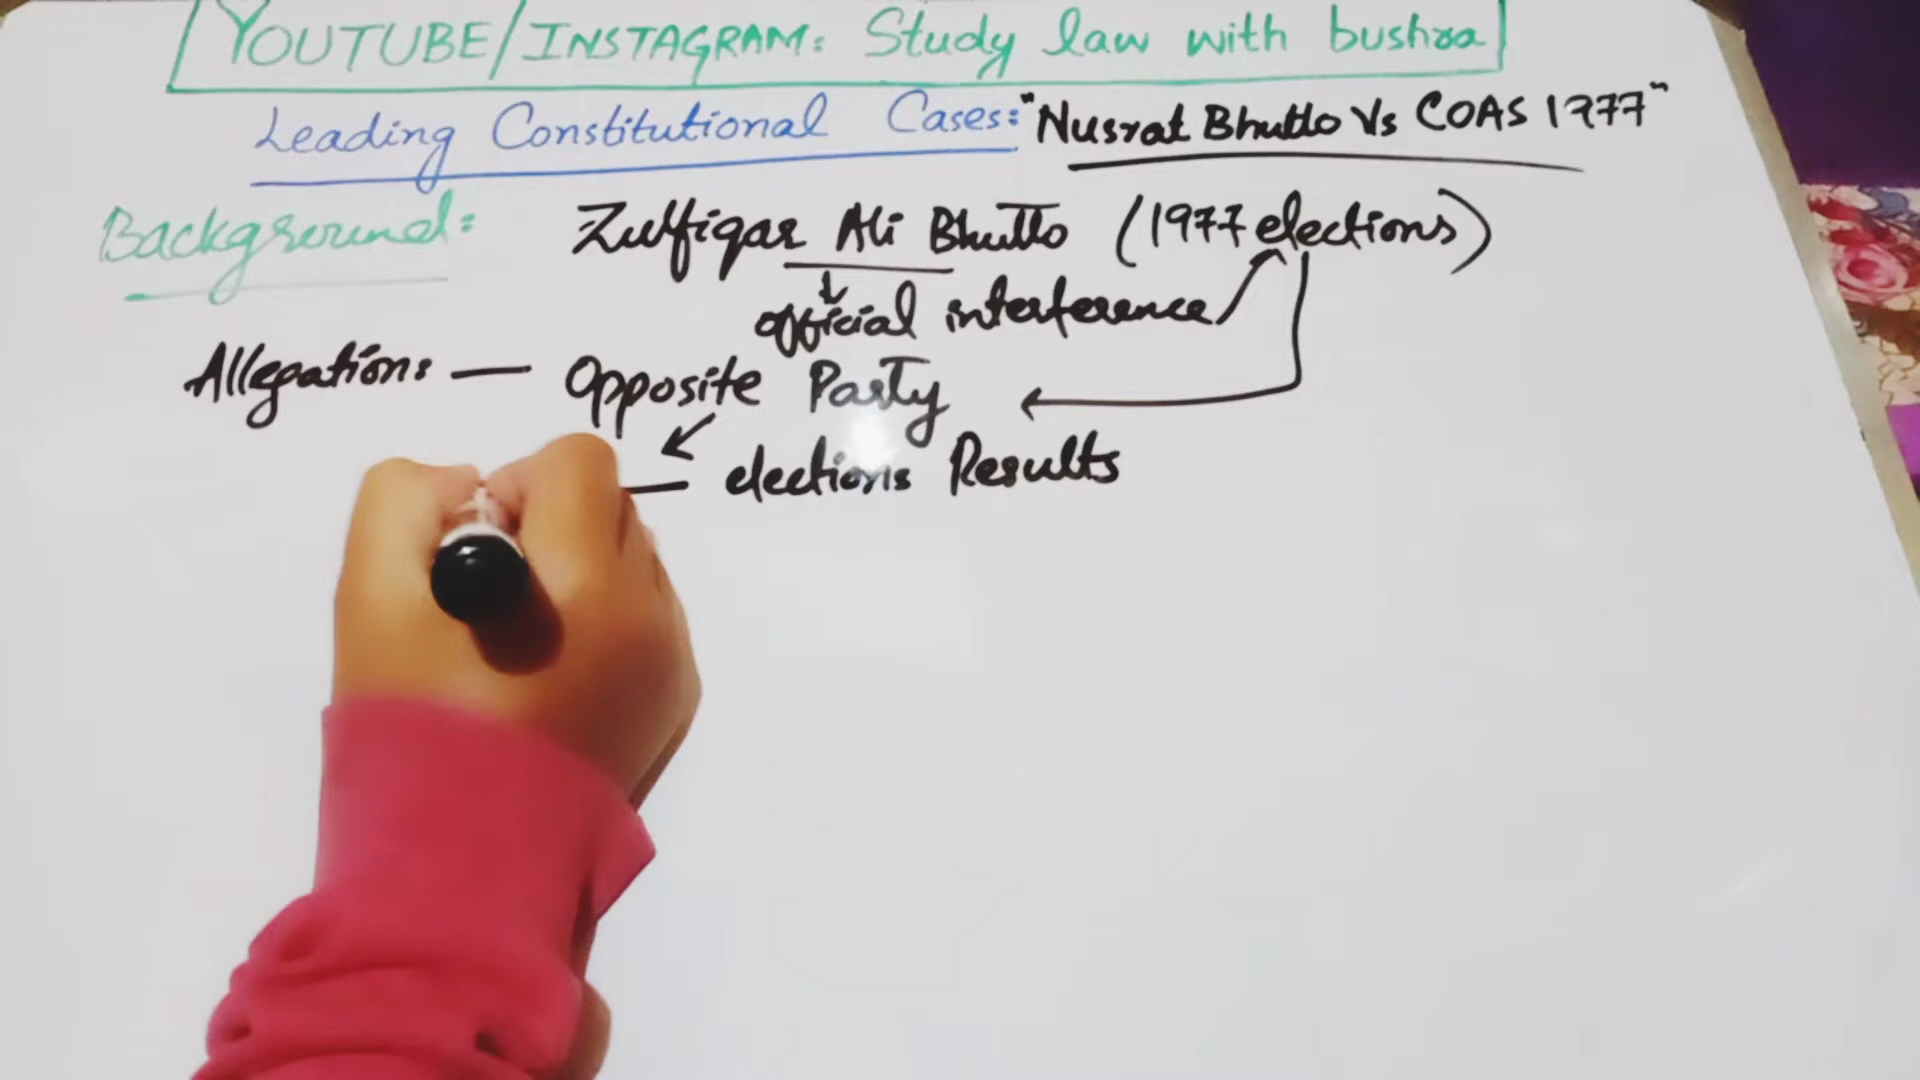 YOUTUBE/INSTAGRAM: Study law with bushra
Leading Constitutional Cases: "Nusrat Bhutto Vs COAS 1977"
Background: Zulfiqar Ali Bhutto (1977 elections)
official interference
Allegations — Opposite Party
— elections Results